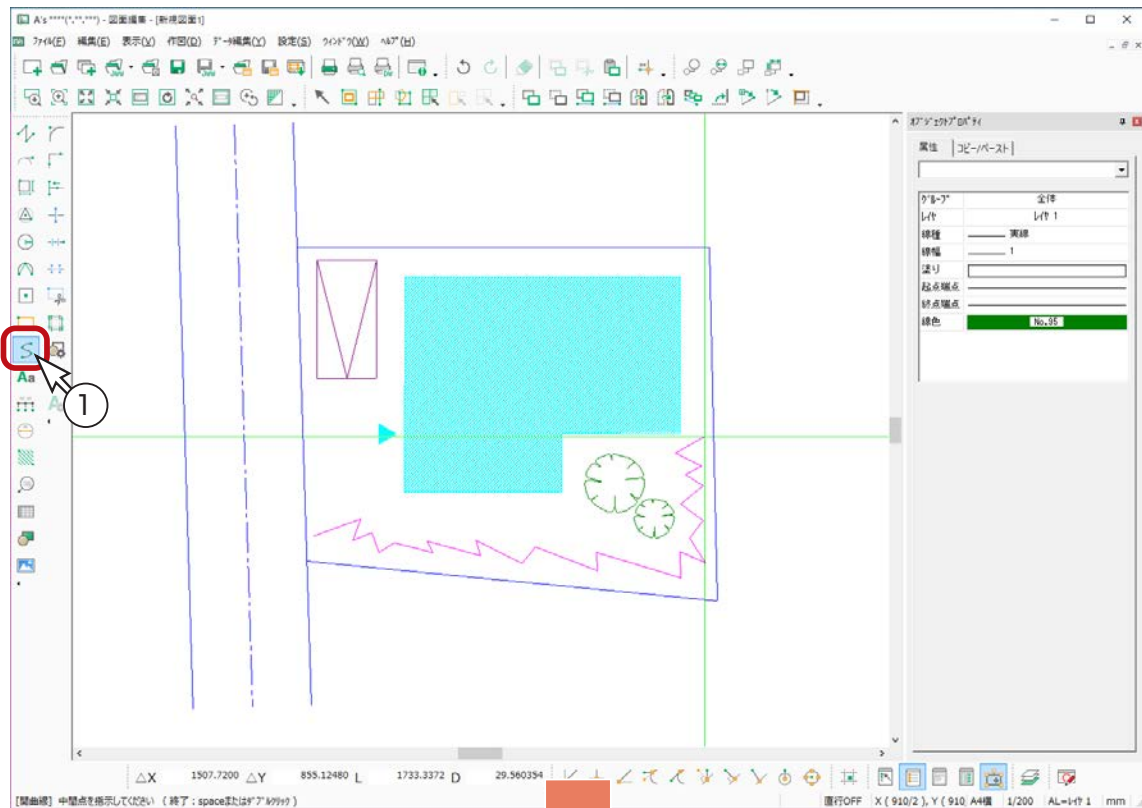 A's ****(*,**,***) - 図面編集 - [新規図面1]
ファイル(F) 編集(E) 表示(V) 作図(D) データ編集(Y) 設定(S) ウィンドウ(W) ヘルプ(H)
オブジェクトプロパティ
属性 コピー/ペースト
グループ 全体
レイヤ レイヤ 1
線種 実線
線幅 1
塗り
起点端点
終点端点
線色 No.95
Aa
1
△X 1507.7200 △Y 855.12480 L 1733.3372 D 29.560354
[開曲線] 中間点を指示してください (終了:spaceまたはダブルクリック)
直行OFF X ( 910/2 ), Y ( 910 A4横 1/200 AL=レイヤ 1 mm